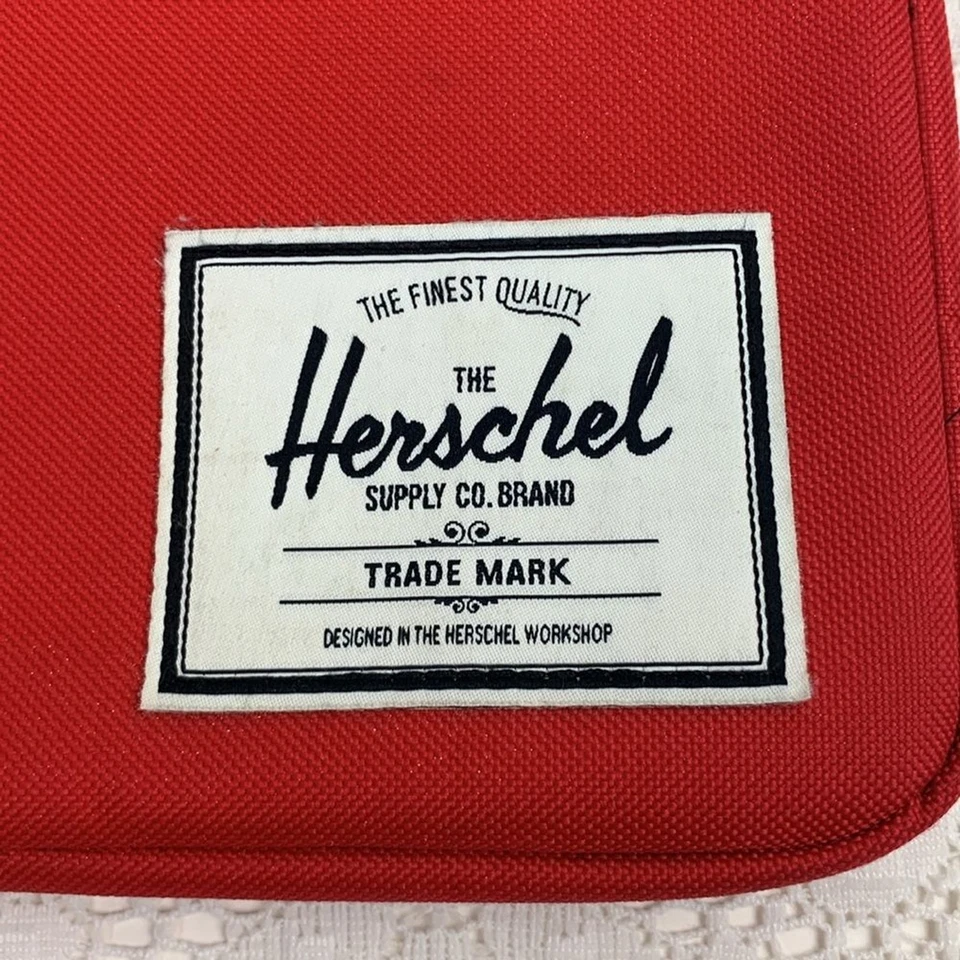 THE FINEST QUALITY
THE
Herschel
SUPPLY CO. BRAND
TRADE MARK
DESIGNED IN THE HERSCHEL WORKSHOP